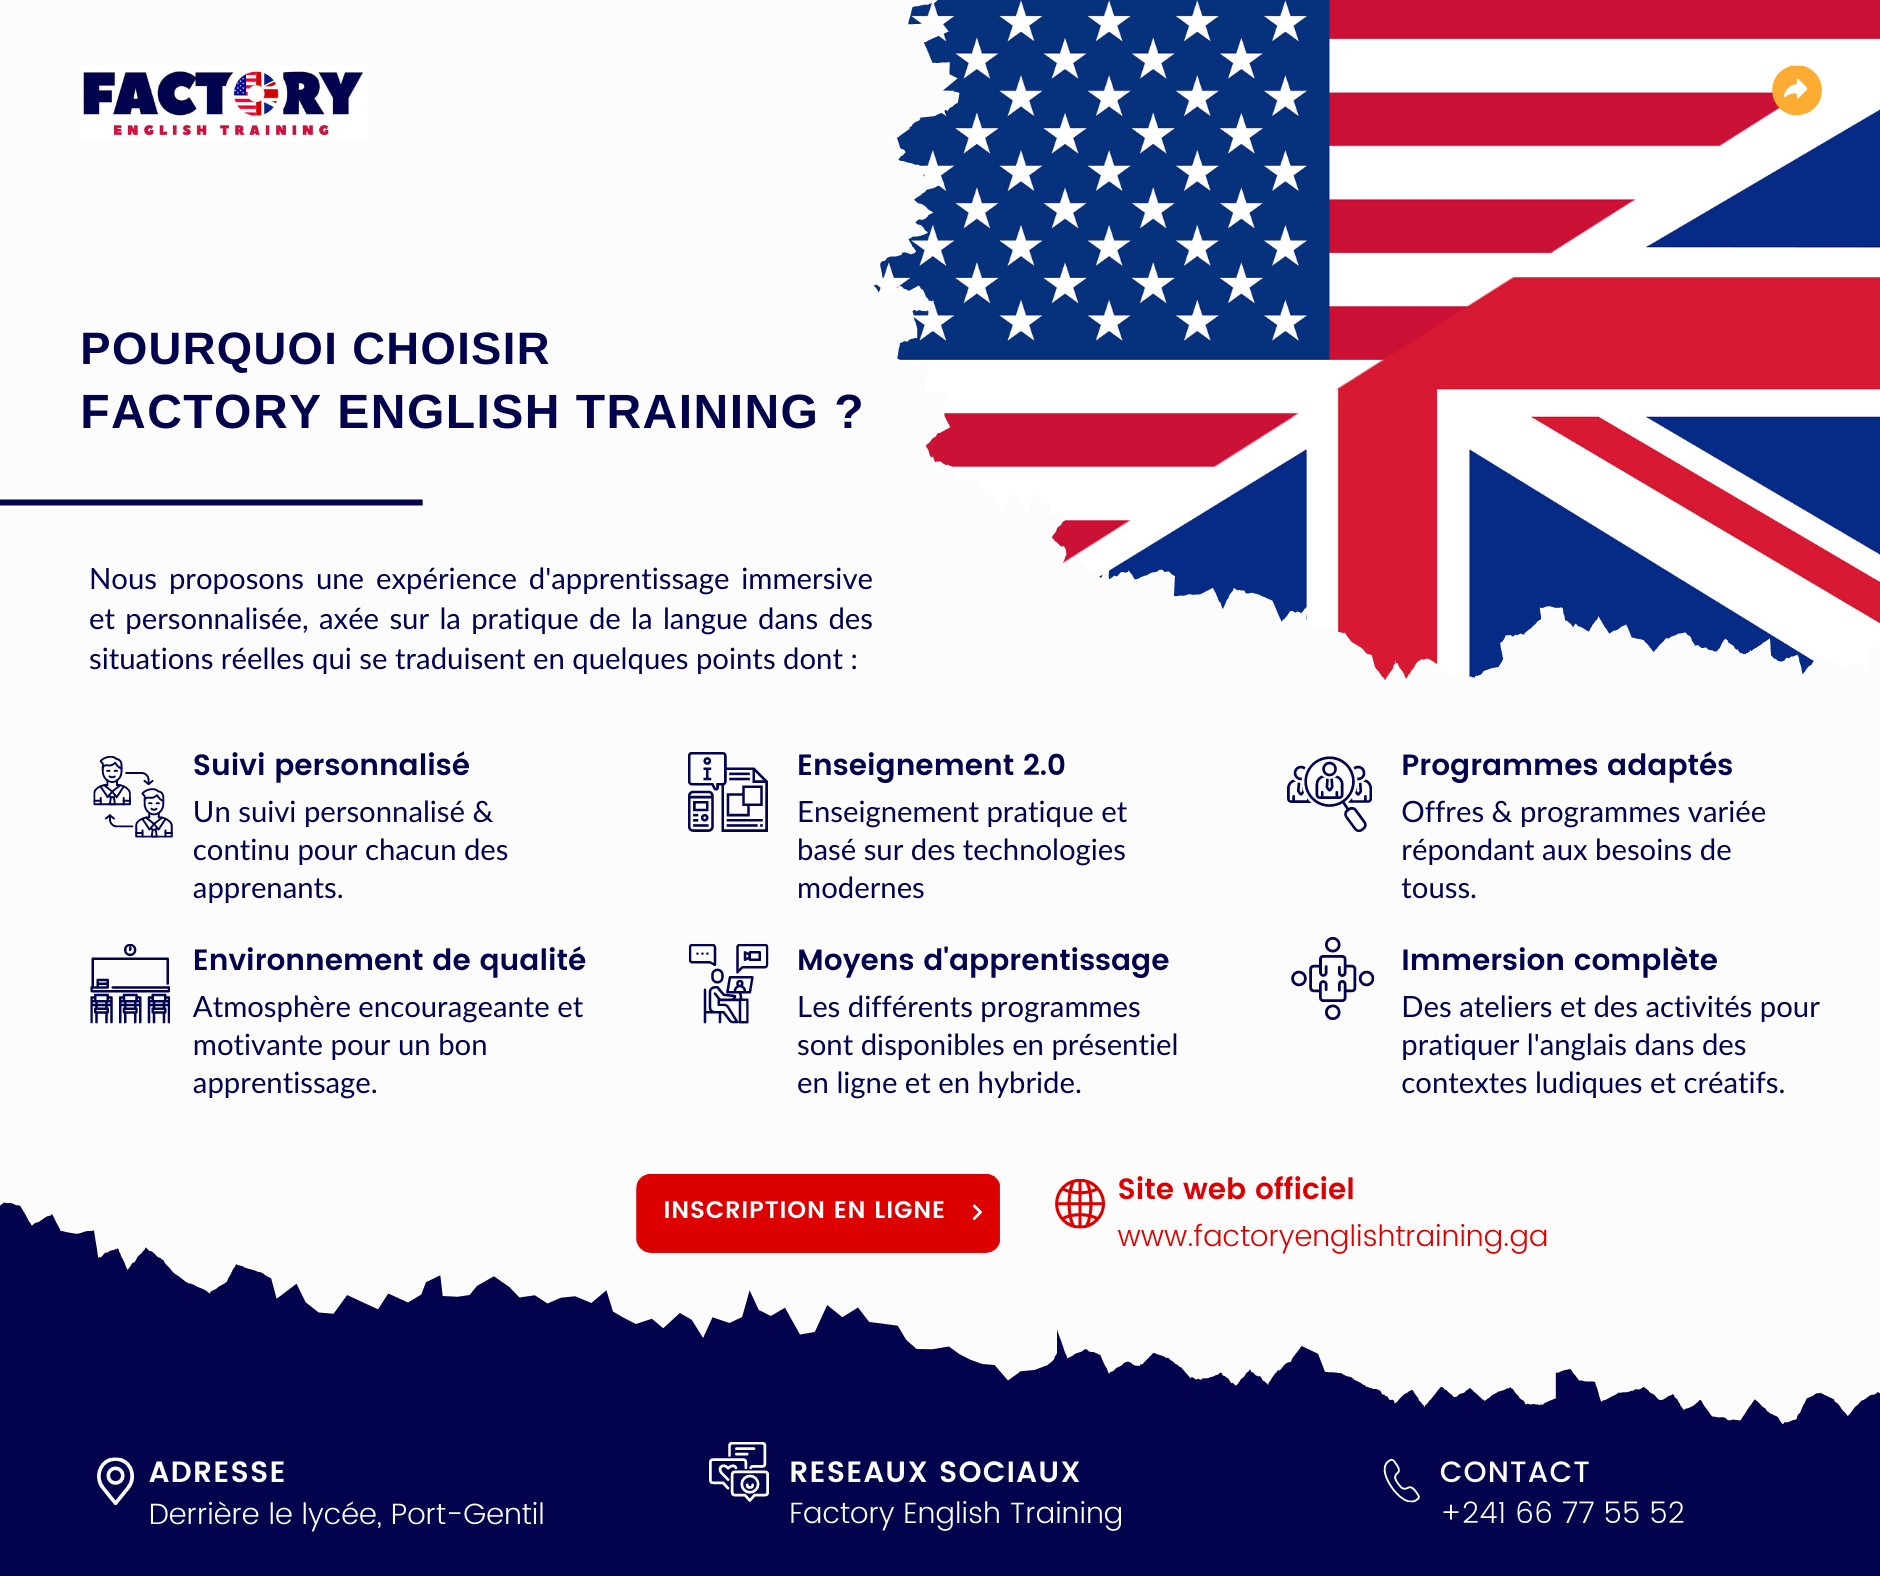 FACTORY
ENGLISH TRAINING
POURQUOI CHOISIR
FACTORY ENGLISH TRAINING ?
Nous proposons une expérience d'apprentissage immersive
et personnalisée, axée sur la pratique de la langue dans des
situations réelles qui se traduisent en quelques points dont :
Suivi personnalisé
Un suivi personnalisé &
continu pour chacun des
apprenants.
Enseignement 2.0
Enseignement pratique et
basé sur des technologies
modernes
Programmes adaptés
Offres & programmes variée
répondant aux besoins de
touss.
Environnement de qualité
Atmosphère encourageante et
motivante pour un bon
apprentissage.
Moyens d'apprentissage
Les différents programmes
sont disponibles en présentiel
en ligne et en hybride.
Immersion complète
Des ateliers et des activités pour
pratiquer l'anglais dans des
contextes ludiques et créatifs.
INSCRIPTION EN LIGNE
Site web officiel
www.factoryenglishtraining.ga
ADRESSE
Derrière le lycée, Port-Gentil
RESEAUX SOCIAUX
Factory English Training
CONTACT
+241 66 77 55 52